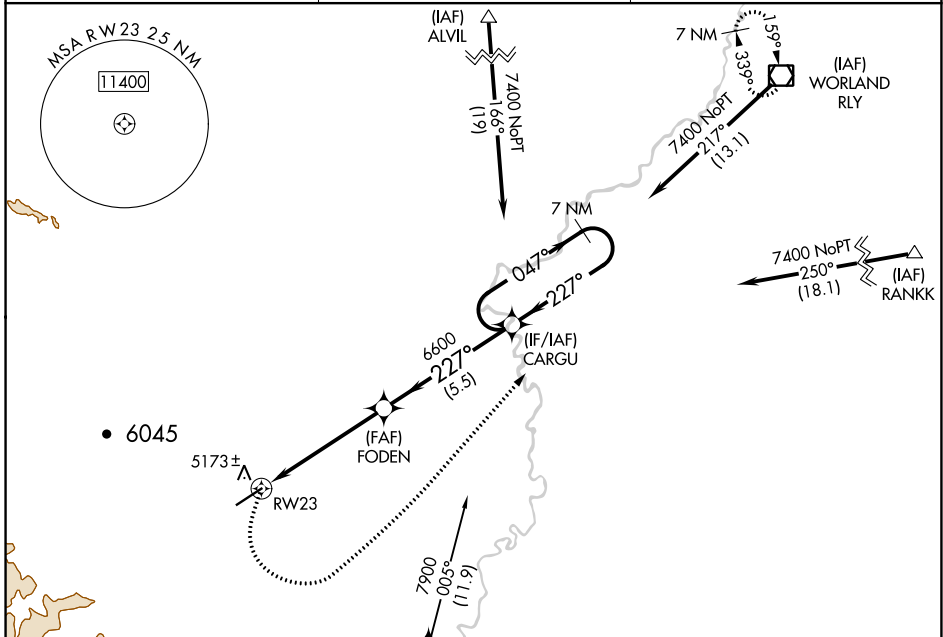 MSA RW23 25 NM
11400
(IAF)
ALVIL
7400 NoPT
166°
(19)
7 NM
159°
339°
(IAF)
WORLAND
RLY
7400 NoPT
217°
(13.1)
7 NM
047°
227°
7400 NoPT
250°
(18.1)
(IAF)
RANKK
(IF/IAF)
CARGU
6600
227°
(5.5)
(FAF)
FODEN
6045
5173±
RW23
7900
005°
(11.9)